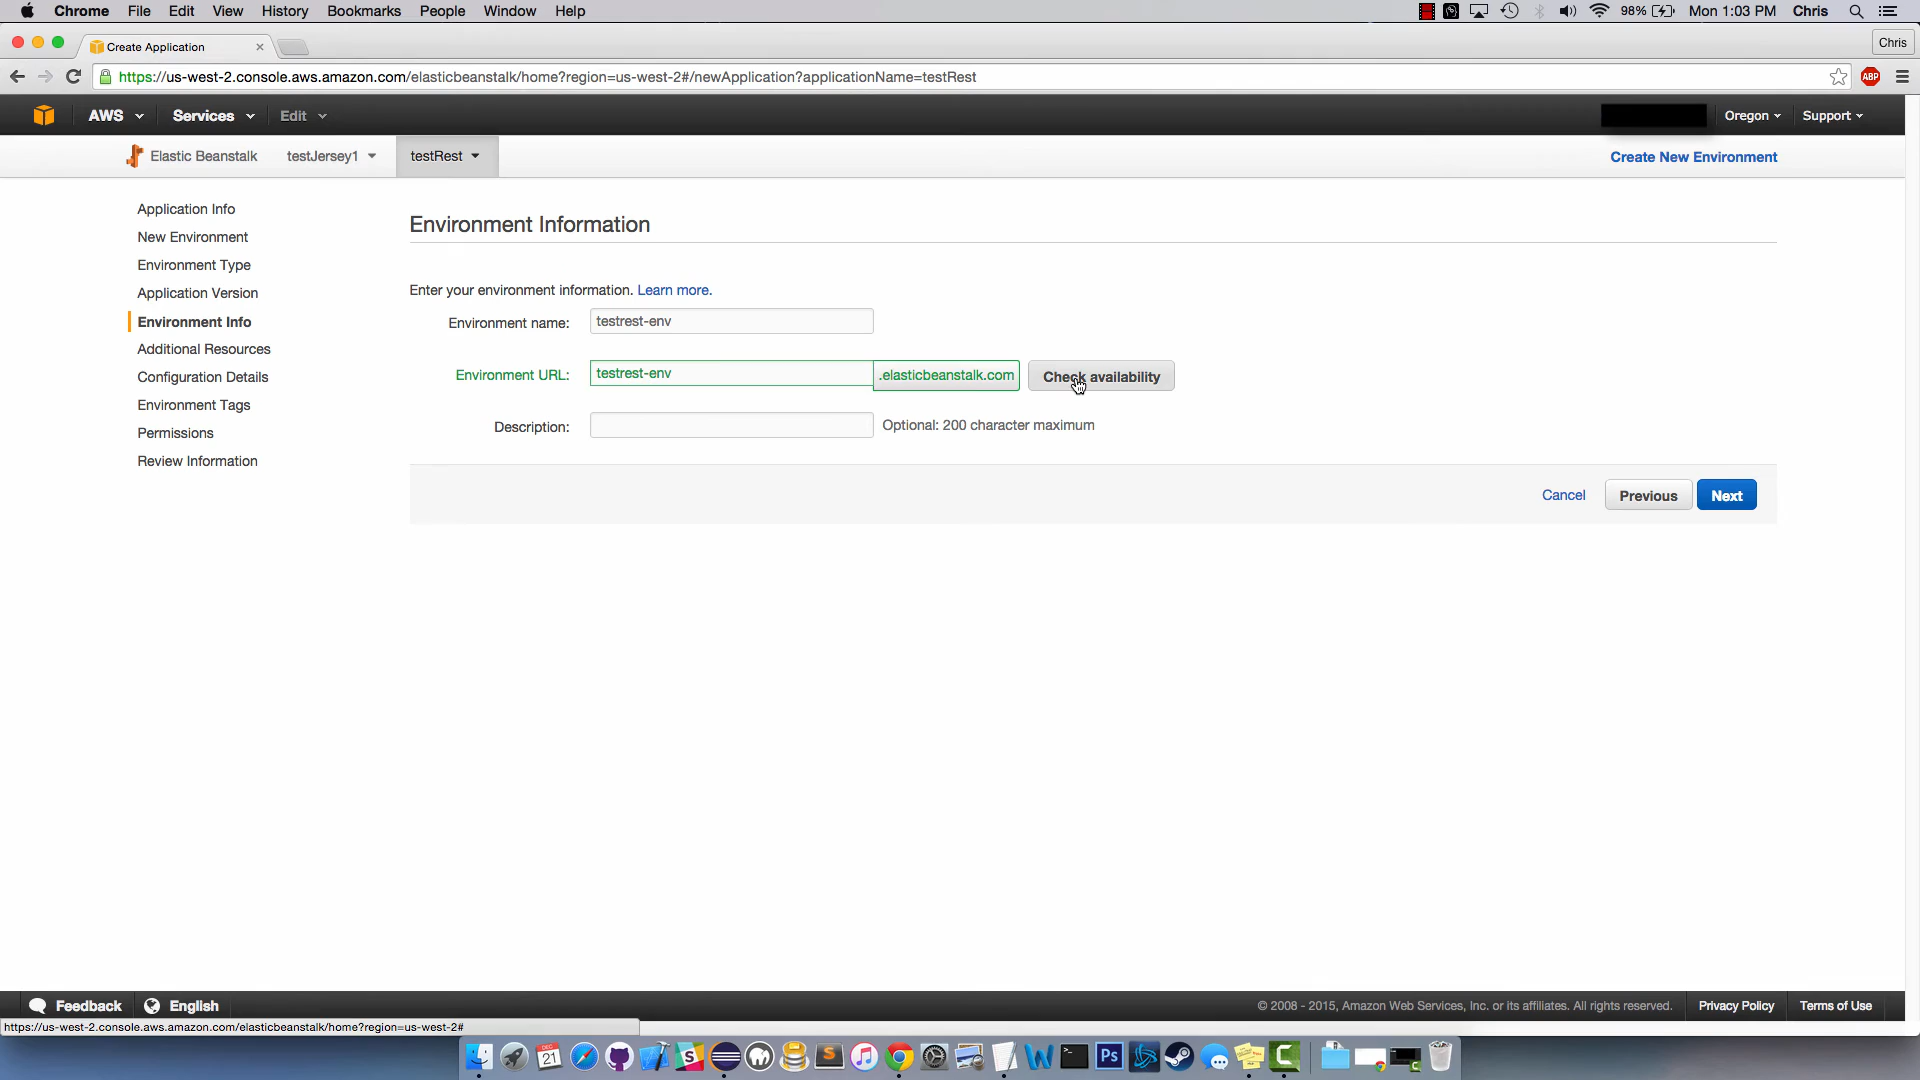 Chrome File Edit View History Bookmarks People Window Help 98% Mon 1:03 PM Chris
Create Application Chris
https://us-west-2.console.aws.amazon.com/elasticbeanstalk/home?region=us-west-2#/newApplication?applicationName=testRest ABP
AWS Services Edit Oregon Support
Elastic Beanstalk testJersey1 testRest Create New Environment
Application Info
New Environment
Environment Type
Application Version
Environment Info
Additional Resources
Configuration Details
Environment Tags
Permissions
Review Information
Environment Information
Enter your environment information. Learn more.
Environment name: testrest-env
Environment URL: testrest-env .elasticbeanstalk.com Check availability
Description: Optional: 200 character maximum
Cancel Previous Next
Feedback English © 2008 - 2015, Amazon Web Services, Inc. or its affiliates. All rights reserved. Privacy Policy Terms of Use
https://us-west-2.console.aws.amazon.com/elasticbeanstalk/home?region=us-west-2#
DEC
21
Ps